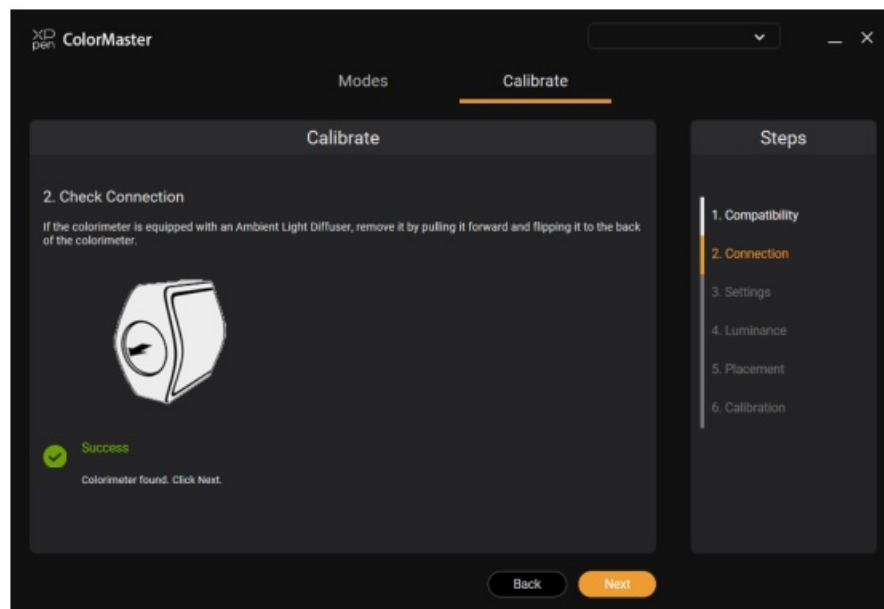 XP
pen ColorMaster
Modes
Calibrate
Calibrate
2. Check Connection
If the colorimeter is equipped with an Ambient Light Diffuser, remove it by pulling it forward and flipping it to the back
of the colorimeter.
Success
Colorimeter found. Click Next.
Back
Next
Steps
1. Compatibility
2. Connection
3. Settings
4. Luminance
5. Placement
6. Calibration